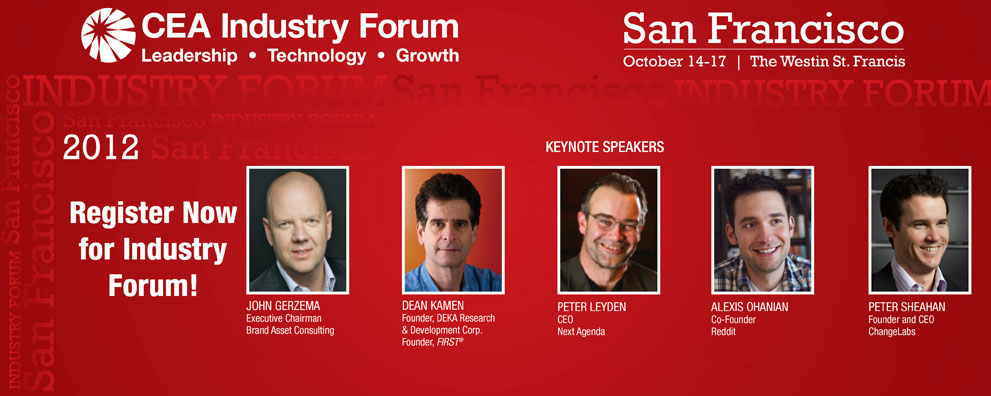 CEA Industry Forum
Leadership • Technology • Growth
San Francisco
October 14-17 | The Westin St. Francis
INDUSTRY FORUM San Francisco INDUSTRY FORUM
San Francisco INDUSTRY FORUM
2012 San Francisco
INDUSTRY FORUM San Francisco
San Francisco
KEYNOTE SPEAKERS
Register Now
for Industry
Forum!
JOHN GERZEMA
Executive Chairman
Brand Asset Consulting
DEAN KAMEN
Founder, DEKA Research
& Development Corp.
Founder, FIRST®
PETER LEYDEN
CEO
Next Agenda
ALEXIS OHANIAN
Co-Founder
Reddit
PETER SHEAHAN
Founder and CEO
ChangeLabs